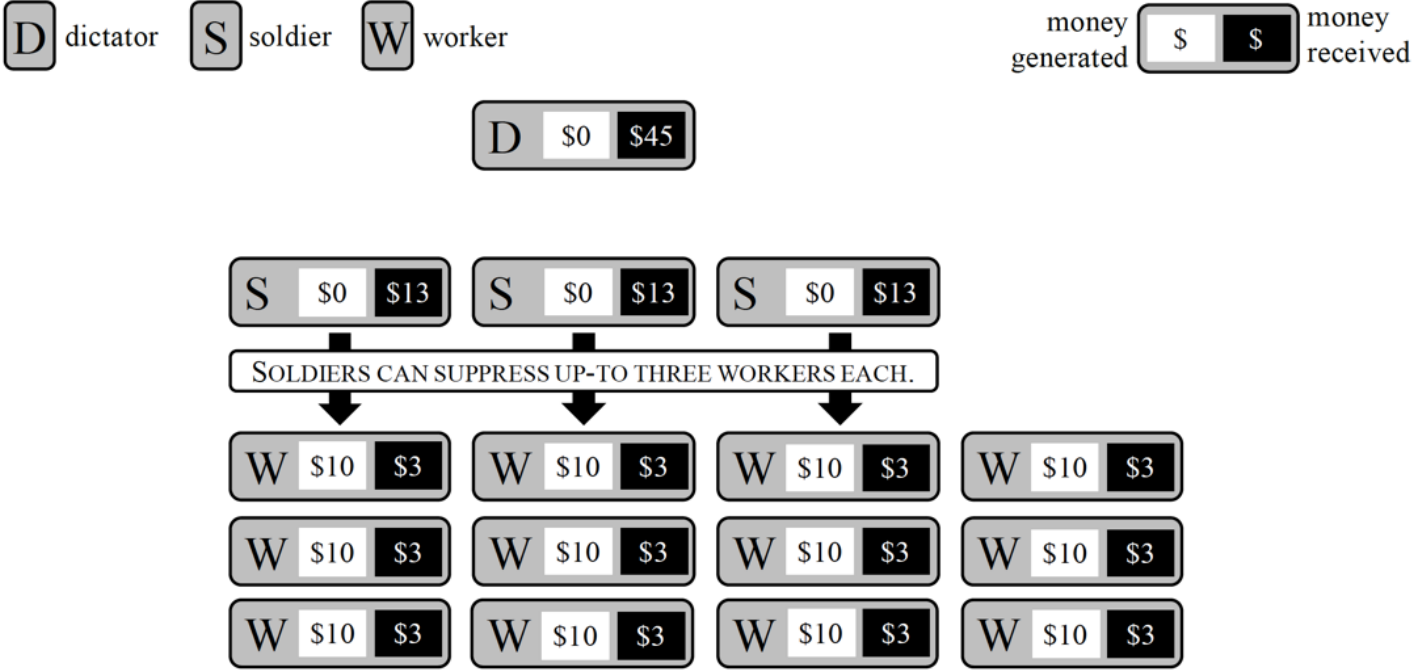 D dictator S soldier W worker
money generated $ $ money received
D $0 $45
S $0 $13 S $0 $13 S $0 $13
SOLDIERS CAN SUPPRESS UP-TO THREE WORKERS EACH.
W $10 $3 W $10 $3 W $10 $3 W $10 $3
W $10 $3 W $10 $3 W $10 $3 W $10 $3
W $10 $3 W $10 $3 W $10 $3 W $10 $3